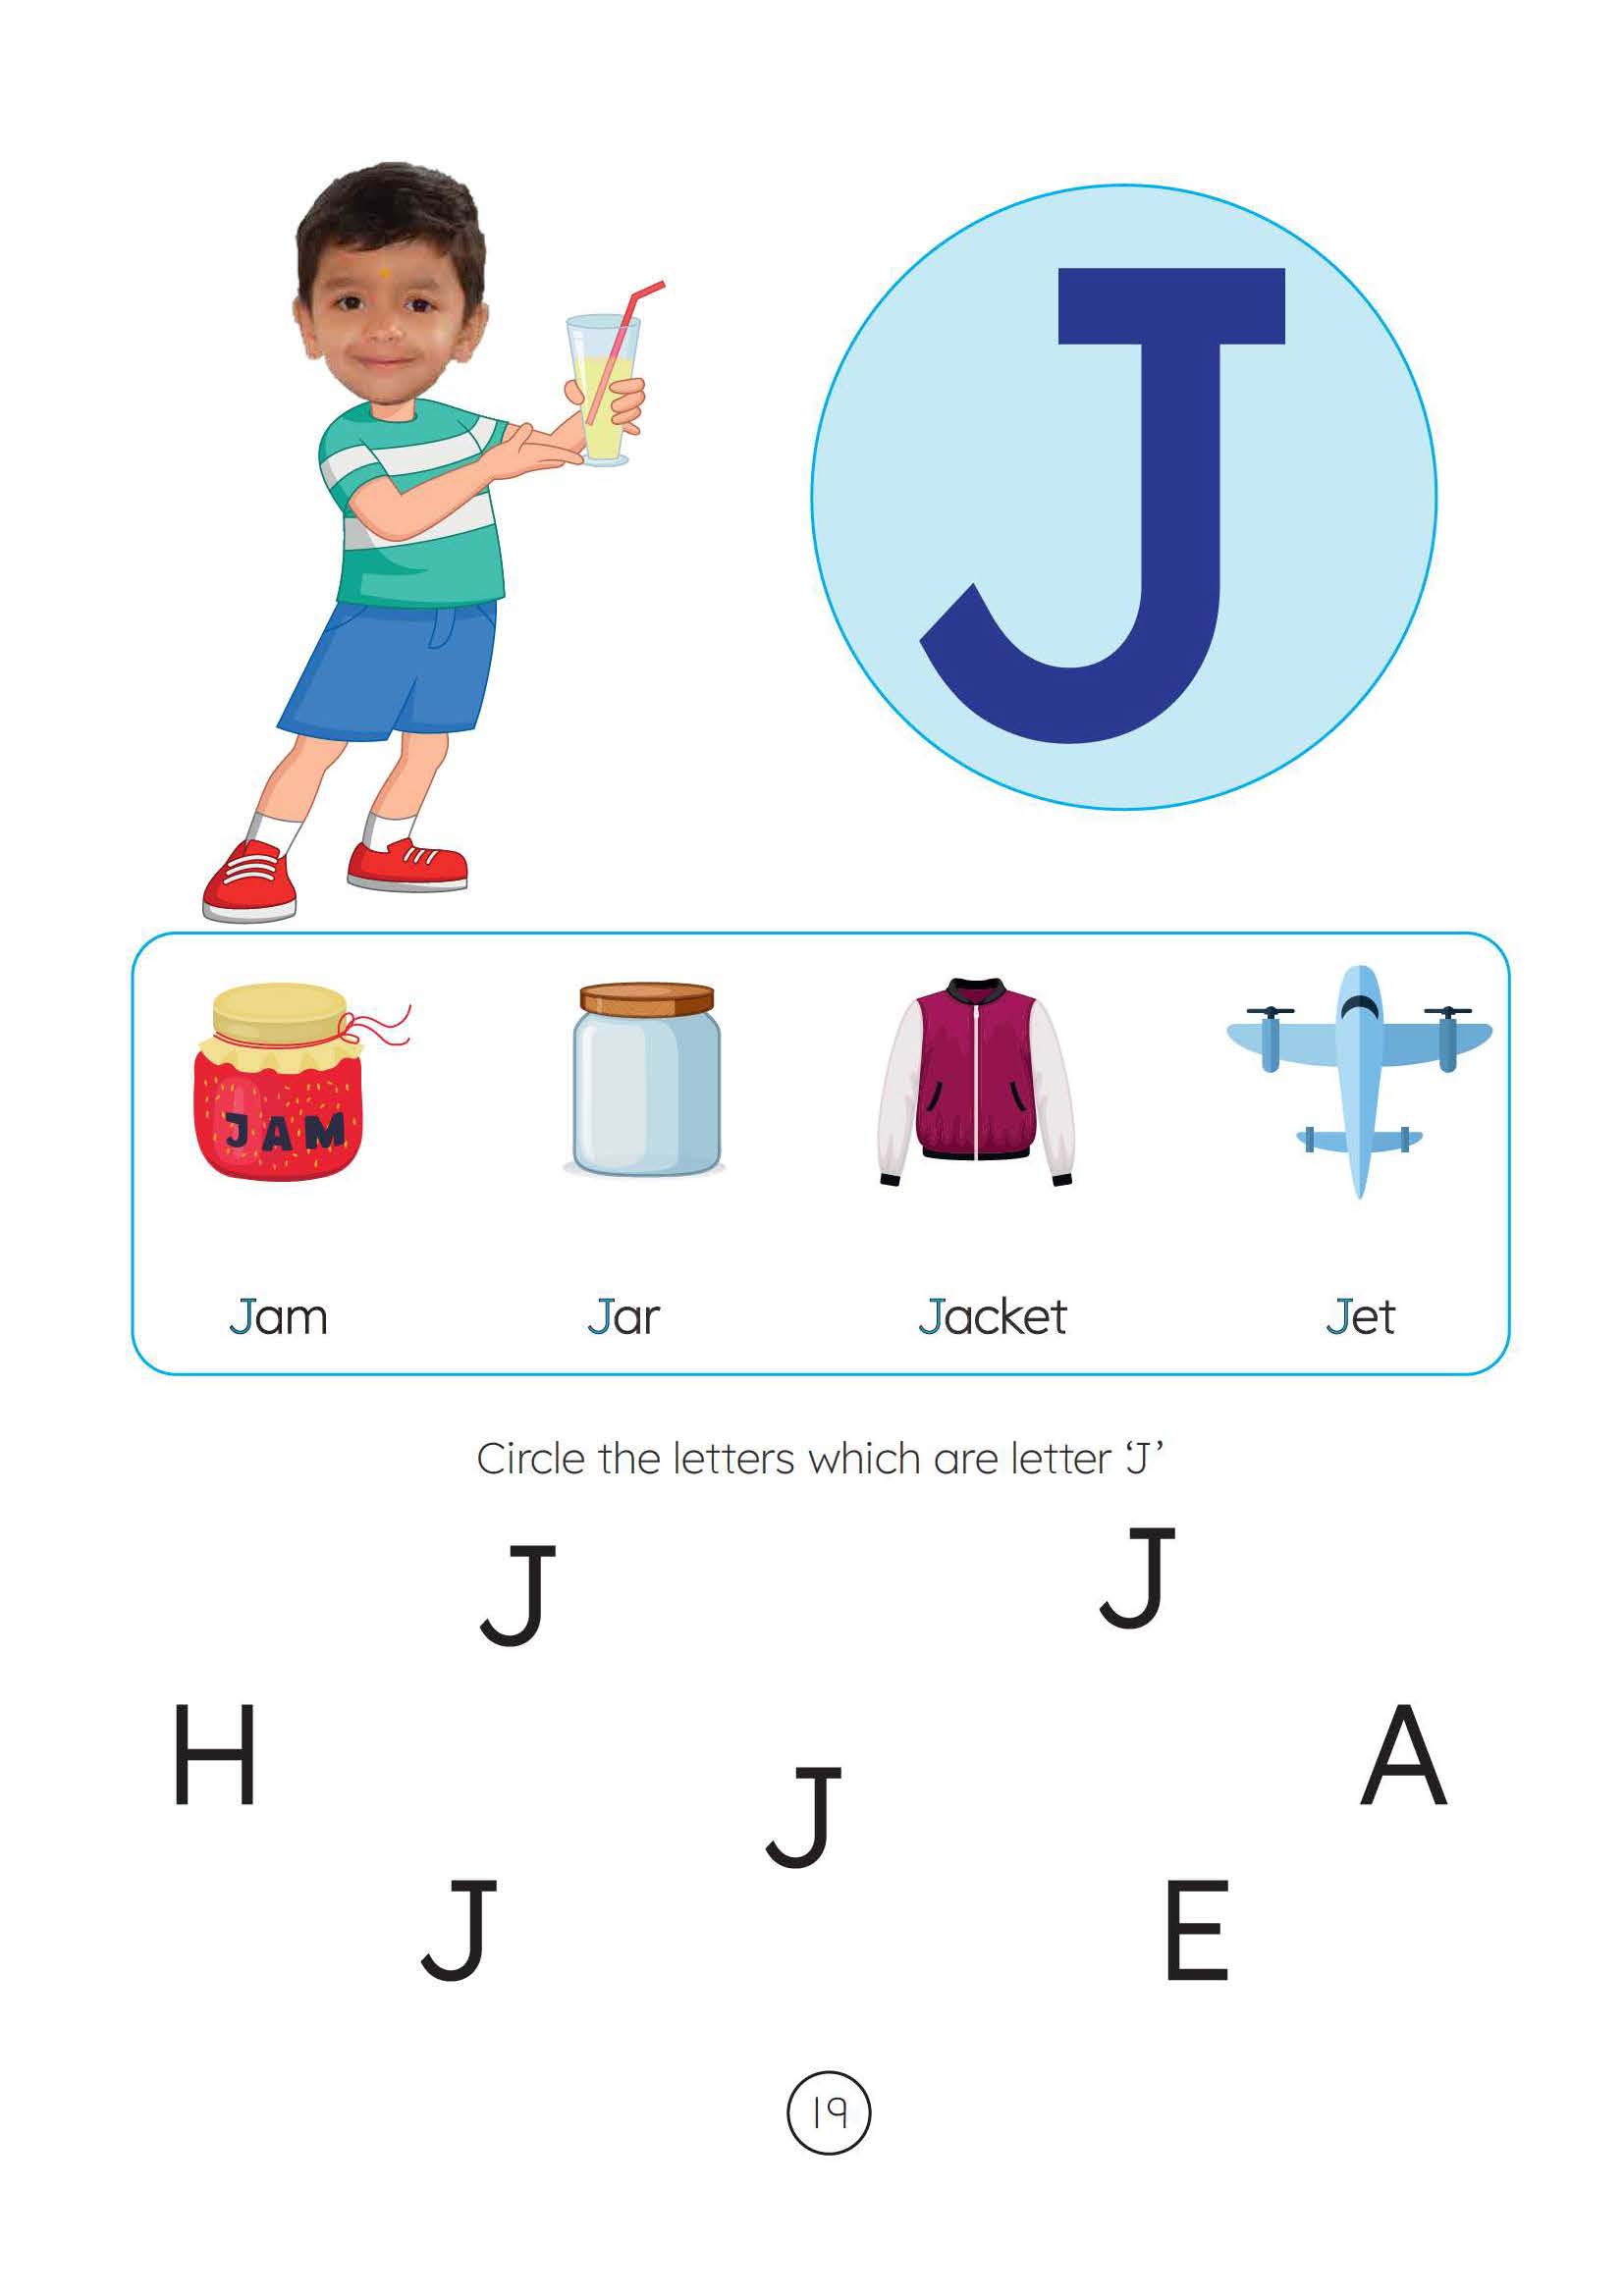 J
JAM
Jam Jar Jacket Jet
Circle the letters which are letter ‘J’
J J
H A
J
J E
19